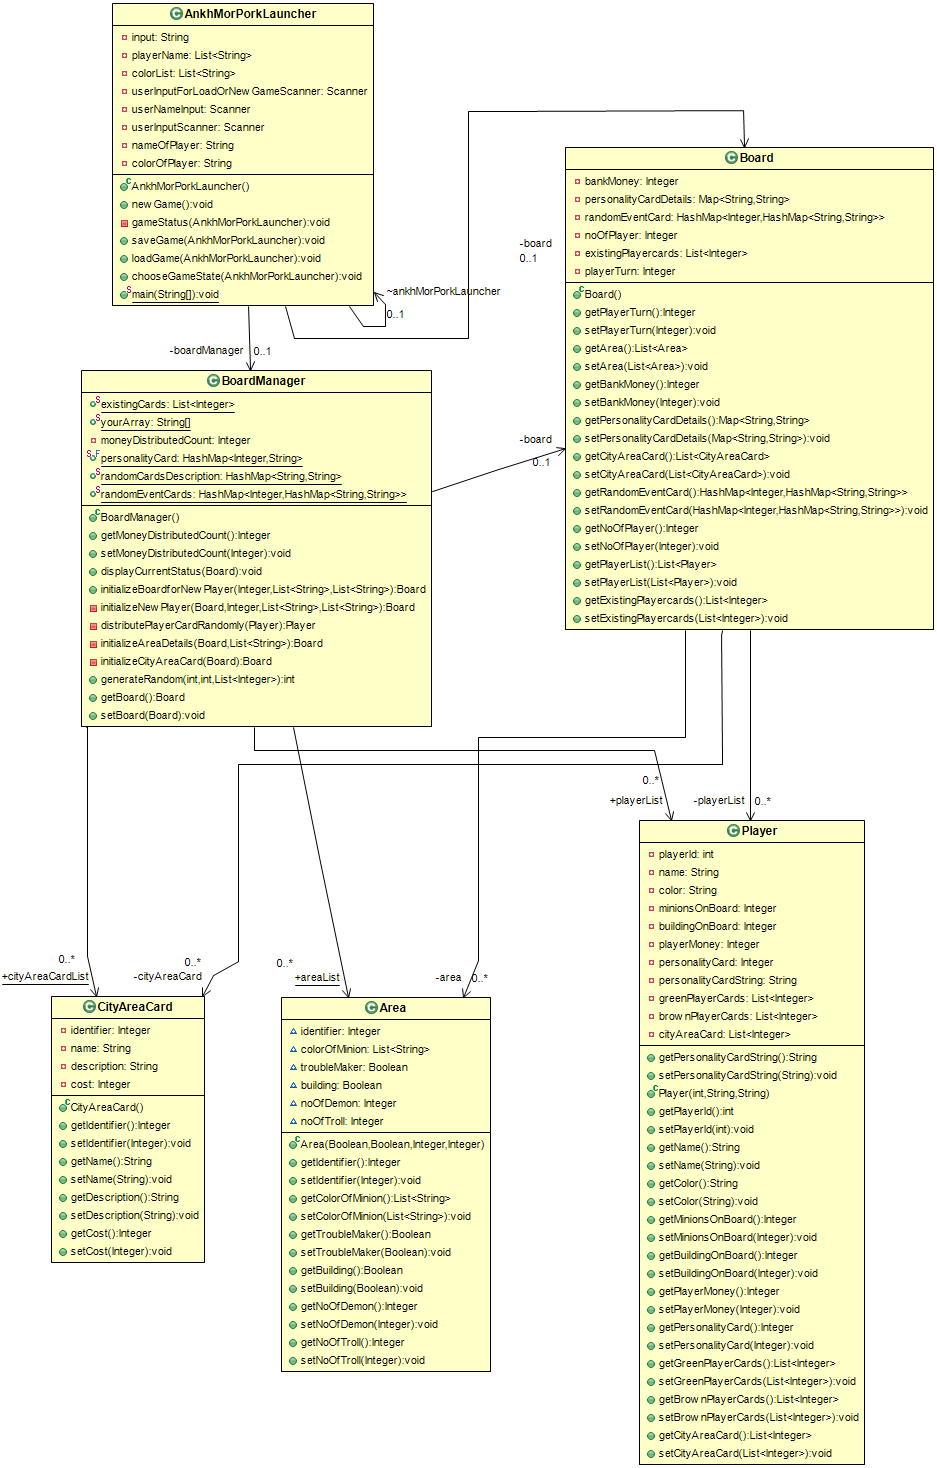 AnkhMorPorkLauncher
input: String
playerName: List<String>
colorList: List<String>
userInputForLoadOrNewGameScanner: Scanner
userNameInput: Scanner
userInputScanner: Scanner
nameOfPlayer: String
colorOfPlayer: String
AnkhMorPorkLauncher()
newGame():void
gameStatus(AnkhMorPorkLauncher):void
saveGame(AnkhMorPorkLauncher):void
loadGame(AnkhMorPorkLauncher):void
chooseGameState(AnkhMorPorkLauncher):void
main(String[]):void
~ankhMorPorkLauncher
0..1
-boardManager
0..1
-board
0..1
Board
bankMoney: Integer
personalityCardDetails: Map<String,String>
randomEventCard: HashMap<Integer,HashMap<String,String>>
noOfPlayer: Integer
existingPlayercards: List<Integer>
playerTurn: Integer
Board()
getPlayerTurn():Integer
setPlayerTurn(Integer):void
getArea():List<Area>
setArea(List<Area>):void
getBankMoney():Integer
setBankMoney(Integer):void
getPersonalityCardDetails():Map<String,String>
setPersonalityCardDetails(Map<String,String>):void
getCityAreaCard():List<CityAreaCard>
setCityAreaCard(List<CityAreaCard>):void
getRandomEventCard():HashMap<Integer,HashMap<String,String>>
setRandomEventCard(HashMap<Integer,HashMap<String,String>>):void
getNoOfPlayer():Integer
setNoOfPlayer(Integer):void
getPlayerList():List<Player>
setPlayerList(List<Player>):void
getExistingPlayercards():List<Integer>
setExistingPlayercards(List<Integer>):void
BoardManager
existingCards: List<Integer>
yourArray: String[]
moneyDistributedCount: Integer
personalityCard: HashMap<Integer,String>
randomCardsDescription: HashMap<String,String>
randomEventCards: HashMap<Integer,HashMap<String,String>>
BoardManager()
getMoneyDistributedCount():Integer
setMoneyDistributedCount(Integer):void
displayCurrentStatus(Board):void
initializeBoardforNewPlayer(Integer,List<String>,List<String>):Board
initializeNewPlayer(Board,Integer,List<String>,List<String>):Board
distributePlayerCardRandomly(Player):Player
initializeAreaDetails(Board,List<String>):Board
initializeCityAreaCard(Board):Board
generateRandom(int,int,List<Integer>):int
getBoard():Board
setBoard(Board):void
-board
0..1
0..*
+playerList
-playerList
0..*
0..*
+cityAreaCardList
0..*
-cityAreaCard
0..*
+areaList
-area
0..*
CityAreaCard
identifier: Integer
name: String
description: String
cost: Integer
CityAreaCard()
getIdentifier():Integer
setIdentifier(Integer):void
getName():String
setName(String):void
getDescription():String
setDescription(String):void
getCost():Integer
setCost(Integer):void
Area
identifier: Integer
colorOfMinion: List<String>
troubleMaker: Boolean
building: Boolean
noOfDemon: Integer
noOfTroll: Integer
Area(Boolean,Boolean,Integer,Integer)
getIdentifier():Integer
setIdentifier(Integer):void
getColorOfMinion():List<String>
setColorOfMinion(List<String>):void
getTroubleMaker():Boolean
setTroubleMaker(Boolean):void
getBuilding():Boolean
setBuilding(Boolean):void
getNoOfDemon():Integer
setNoOfDemon(Integer):void
getNoOfTroll():Integer
setNoOfTroll(Integer):void
Player
playerId: int
name: String
color: String
minionsOnBoard: Integer
buildingOnBoard: Integer
playerMoney: Integer
personalityCard: Integer
personalityCardString: String
greenPlayerCards: List<Integer>
brownPlayerCards: List<Integer>
cityAreaCard: List<Integer>
getPersonalityCardString():String
setPersonalityCardString(String):void
Player(int,String,String)
getPlayerId():int
setPlayerId(int):void
getName():String
setName(String):void
getColor():String
setColor(String):void
getMinionsOnBoard():Integer
setMinionsOnBoard(Integer):void
getBuildingOnBoard():Integer
setBuildingOnBoard(Integer):void
getPlayerMoney():Integer
setPlayerMoney(Integer):void
getPersonalityCard():Integer
setPersonalityCard(Integer):void
getGreenPlayerCards():List<Integer>
setGreenPlayerCards(List<Integer>):void
getBrownPlayerCards():List<Integer>
setBrownPlayerCards(List<Integer>):void
getCityAreaCard():List<Integer>
setCityAreaCard(List<Integer>):void